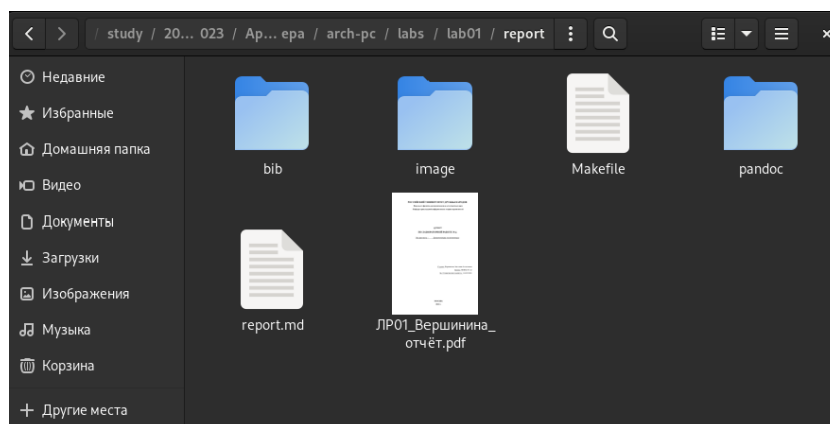 / study / 20... 023 / Ap... epa / arch-pc / labs / lab01 / report
Недавние
Избранные
Домашняя папка
Видео
Документы
Загрузки
Изображения
Музыка
Корзина
Другие места
bib
image
Makefile
pandoc
report.md
ЛР01_Вершинина_
отчёт.pdf